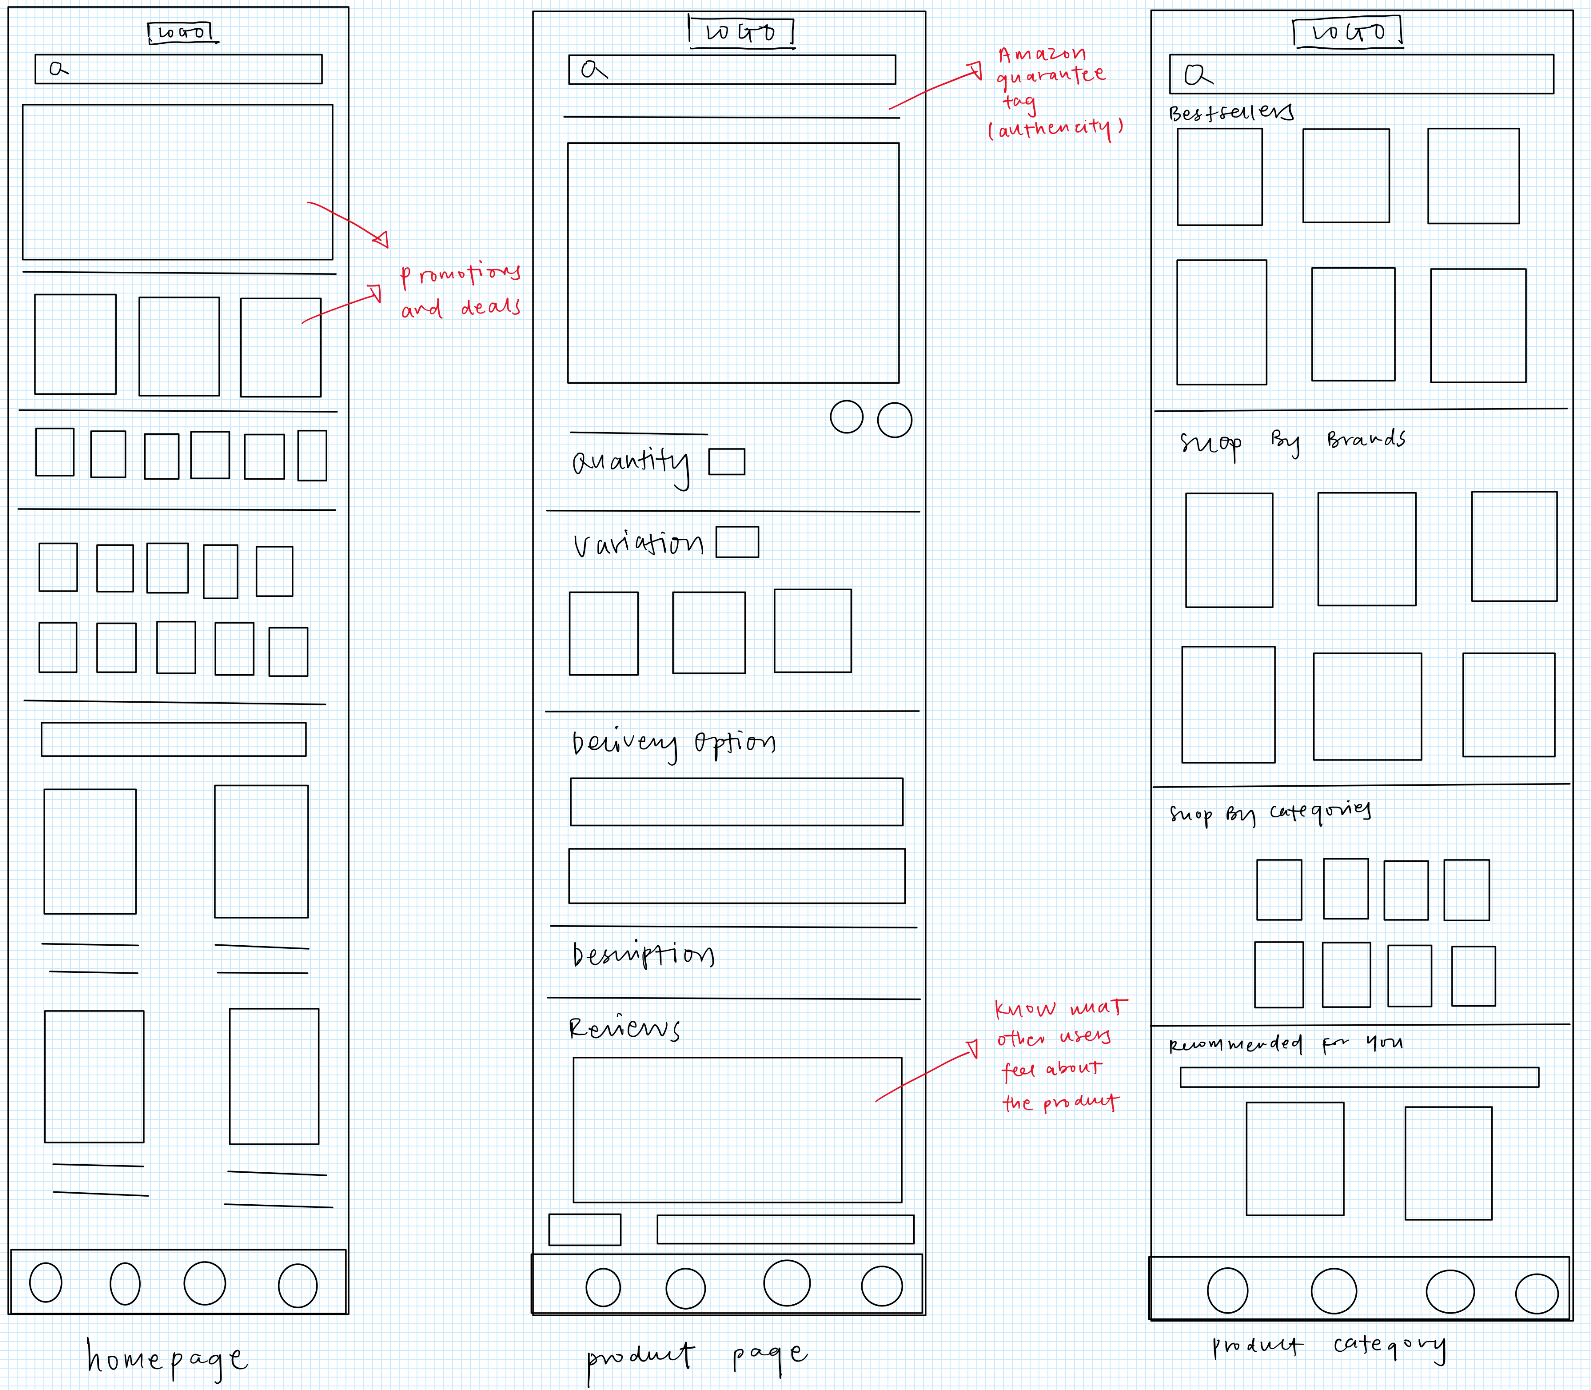 LOGO
Promotions
and deals
homepage
LOGO
Amazon
guarantee
tag
(authencity)
Quantity
Variation
Delivery Option
Description
Reviews
Know what
other users
feel about
the product
product page
LOGO
Bestsellers
Shop By Brands
Shop By Categories
Recommended For You
product category